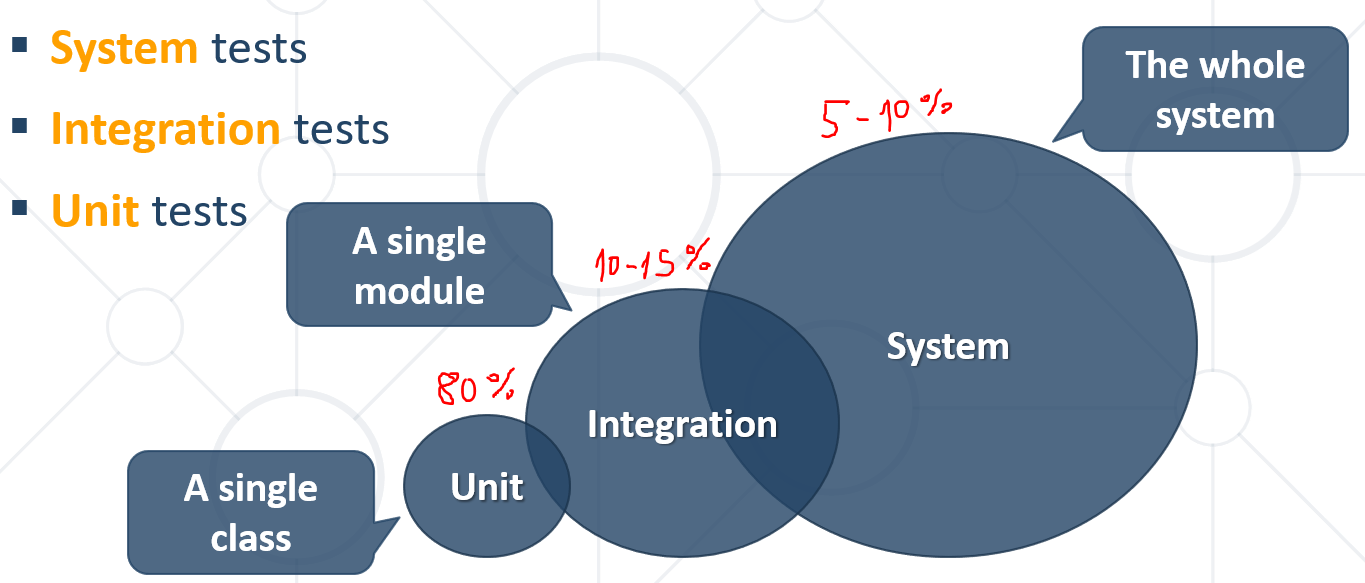 ▪ System tests
▪ Integration tests
▪ Unit tests
The whole
system
5-10%
A single
module
10-15%
System
80%
Integration
A single
class
Unit